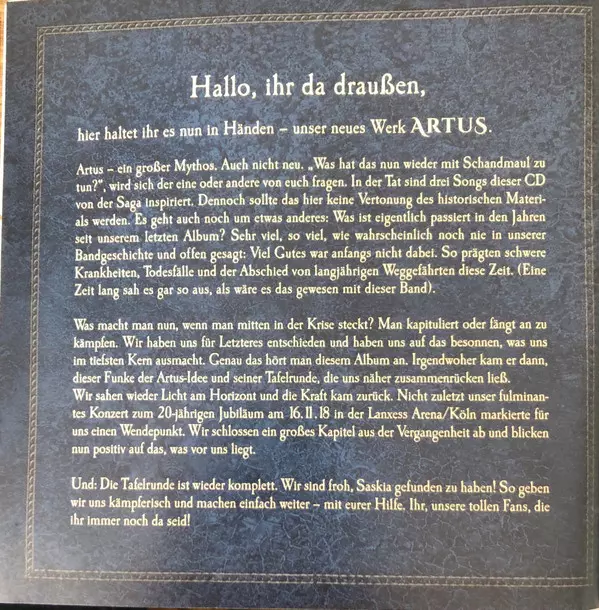 Hallo, ihr da draußen,
hier haltet ihr es nun in Händen – unser neues Werk ARTUS.
Artus – ein großer Mythos. Auch nicht neu. „Was hat das nun wieder mit Schandmaul zu
tun?“, wird sich der eine oder andere von euch fragen. In der Tat sind drei Songs dieser CD
von der Saga inspiriert. Dennoch sollte das hier keine Vertonung des historischen Materi-
als werden. Es geht auch noch um etwas anderes: Was ist eigentlich passiert in den Jahren
seit unserem letzten Album? Sehr viel, so viel, wie wahrscheinlich noch nie in unserer
Bandgeschichte und offen gesagt: Viel Gutes war anfangs nicht dabei. So prägten schwere
Krankheiten, Todesfälle und der Abschied von langjährigen Weggefährten diese Zeit. (Eine
Zeit lang sah es gar so aus, als wäre es das gewesen mit dieser Band).
Was macht man nun, wenn man mitten in der Krise steckt? Man kapituliert oder fängt an zu
kämpfen. Wir haben uns für Letzteres entschieden und haben uns auf das besonnen, was uns
im tiefsten Kern ausmacht. Genau das hört man diesem Album an. Irgendwoher kam er dann,
dieser Funke der Artus-Idee und seiner Tafelrunde, die uns näher zusammenrücken ließ.
Wir sahen wieder Licht am Horizont und die Kraft kam zurück. Nicht zuletzt unser fulminan-
tes Konzert zum 20-jährigen Jubiläum am 16.11.18 in der Lanxess Arena/Köln markierte für
uns einen Wendepunkt. Wir schlossen ein großes Kapitel aus der Vergangenheit ab und blicken
nun positiv auf das, was vor uns liegt.
Und: Die Tafelrunde ist wieder komplett. Wir sind froh, Saskia gefunden zu haben! So geben
wir uns kämpferisch und machen einfach weiter – mit eurer Hilfe. Ihr, unsere tollen Fans, die
ihr immer noch da seid!